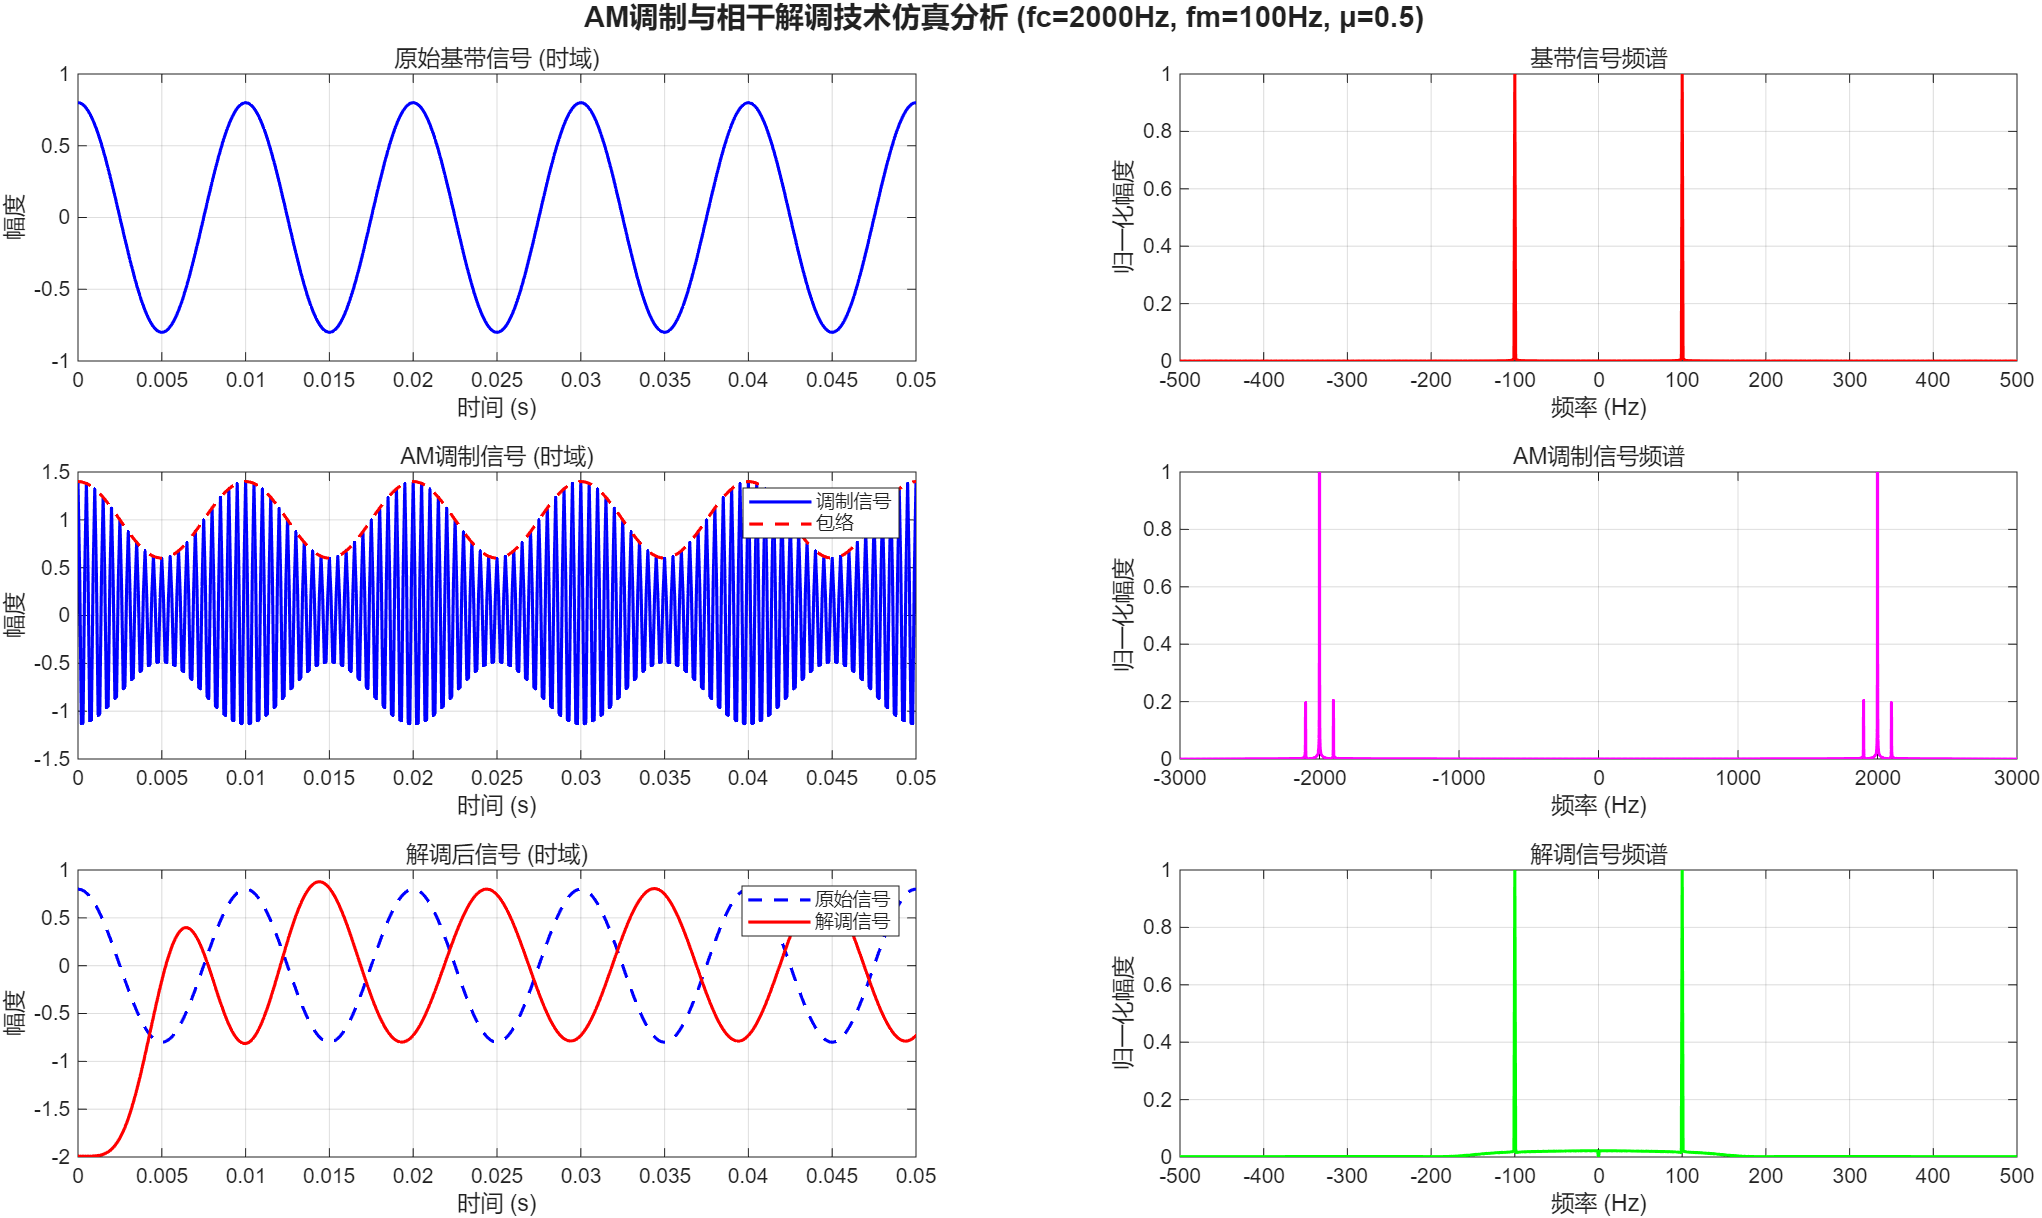 AM调制与相干解调技术仿真分析 (fc=2000Hz, fm=100Hz, μ=0.5)
原始基带信号 (时域)
1
0.5
0
-0.5
-1
幅度
0 0.005 0.01 0.015 0.02 0.025 0.03 0.035 0.04 0.045 0.05
时间 (s)
基带信号频谱
1
0.8
0.6
0.4
0.2
0
归一化幅度
-500 -400 -300 -200 -100 0 100 200 300 400 500
频率 (Hz)
AM调制信号 (时域)
1.5
1
0.5
0
-0.5
-1
-1.5
幅度
调制信号
包络
0 0.005 0.01 0.015 0.02 0.025 0.03 0.035 0.04 0.045 0.05
时间 (s)
AM调制信号频谱
1
0.8
0.6
0.4
0.2
0
归一化幅度
-3000 -2000 -1000 0 1000 2000 3000
频率 (Hz)
解调后信号 (时域)
1
0.5
0
-0.5
-1
-1.5
-2
幅度
原始信号
解调信号
0 0.005 0.01 0.015 0.02 0.025 0.03 0.035 0.04 0.045 0.05
时间 (s)
解调信号频谱
1
0.8
0.6
0.4
0.2
0
归一化幅度
-500 -400 -300 -200 -100 0 100 200 300 400 500
频率 (Hz)